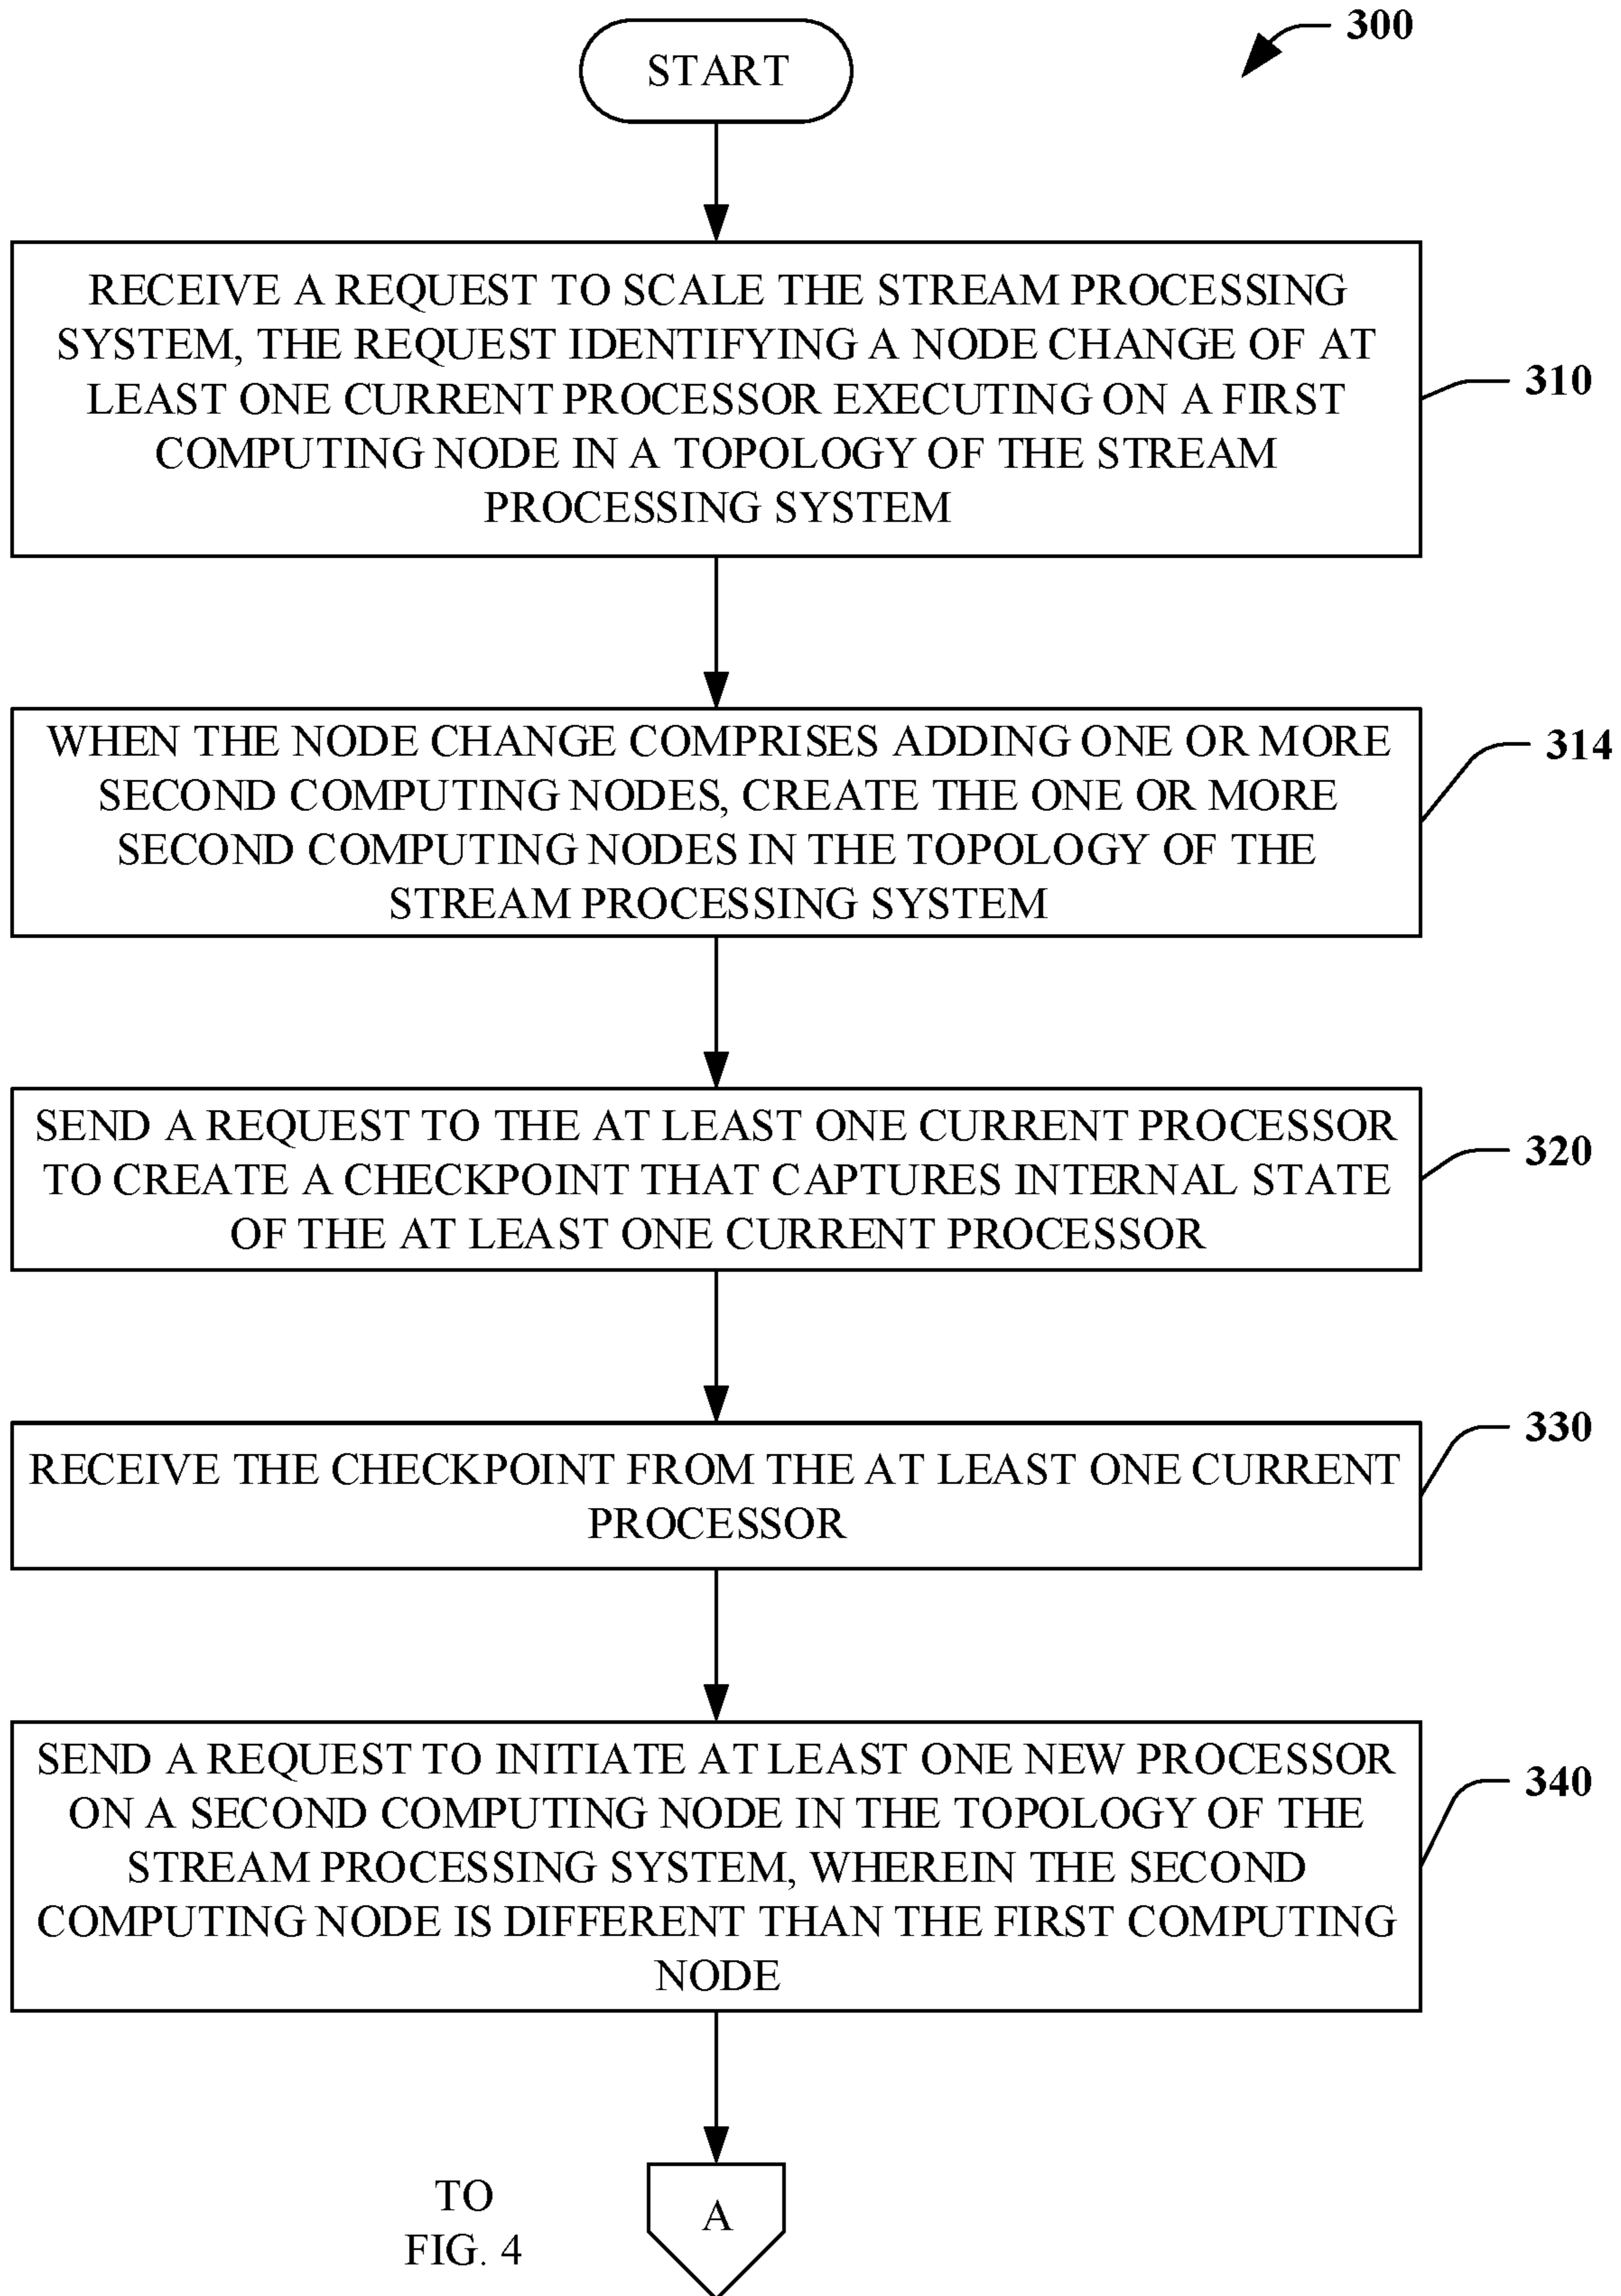 300
START
RECEIVE A REQUEST TO SCALE THE STREAM PROCESSING
SYSTEM, THE REQUEST IDENTIFYING A NODE CHANGE OF AT
LEAST ONE CURRENT PROCESSOR EXECUTING ON A FIRST
COMPUTING NODE IN A TOPOLOGY OF THE STREAM
PROCESSING SYSTEM
310
WHEN THE NODE CHANGE COMPRISES ADDING ONE OR MORE
SECOND COMPUTING NODES, CREATE THE ONE OR MORE
SECOND COMPUTING NODES IN THE TOPOLOGY OF THE
STREAM PROCESSING SYSTEM
314
SEND A REQUEST TO THE AT LEAST ONE CURRENT PROCESSOR
TO CREATE A CHECKPOINT THAT CAPTURES INTERNAL STATE
OF THE AT LEAST ONE CURRENT PROCESSOR
320
RECEIVE THE CHECKPOINT FROM THE AT LEAST ONE CURRENT
PROCESSOR
330
SEND A REQUEST TO INITIATE AT LEAST ONE NEW PROCESSOR
ON A SECOND COMPUTING NODE IN THE TOPOLOGY OF THE
STREAM PROCESSING SYSTEM, WHEREIN THE SECOND
COMPUTING NODE IS DIFFERENT THAN THE FIRST COMPUTING
NODE
340
TO
FIG. 4
A